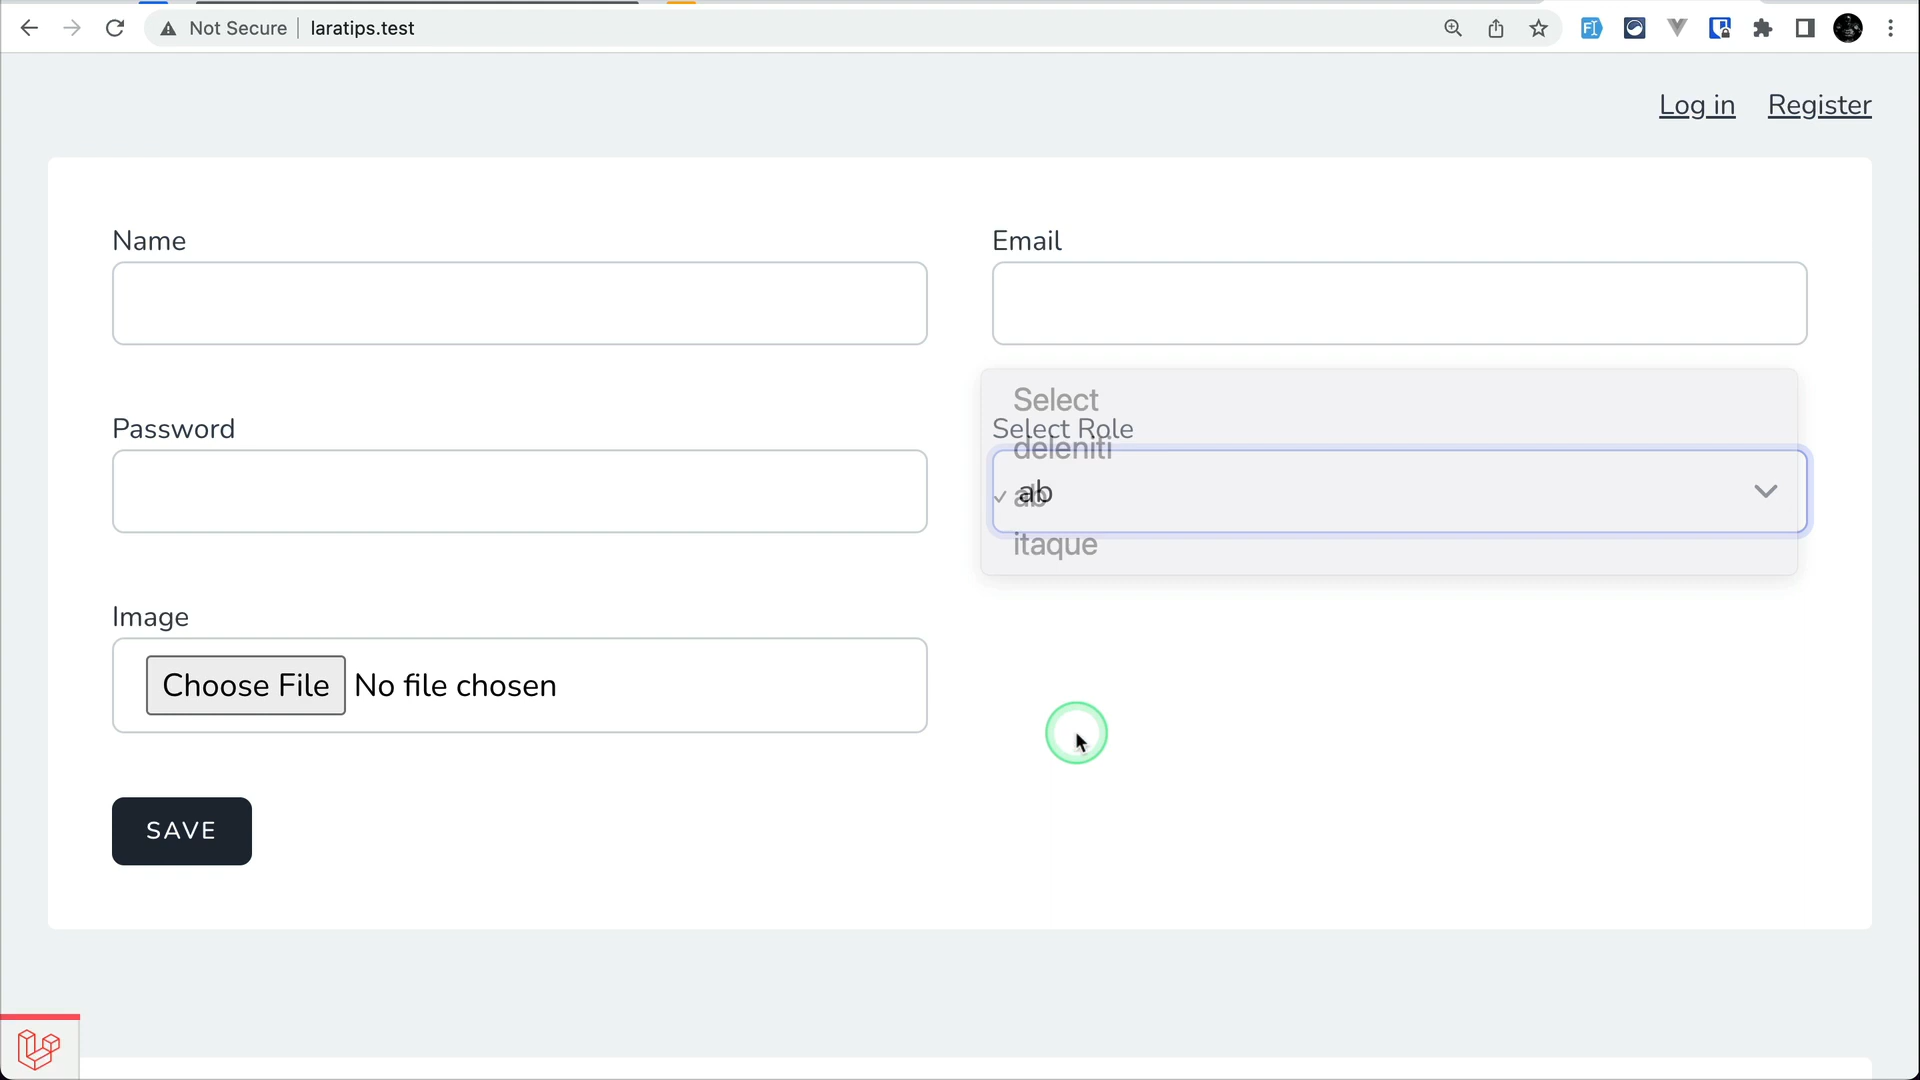 Not Secure laratips.test
Log in Register
Name
Email
Password
Select
Select Role
deleniti
ab
ab
itaque
Image
Choose File No file chosen
SAVE